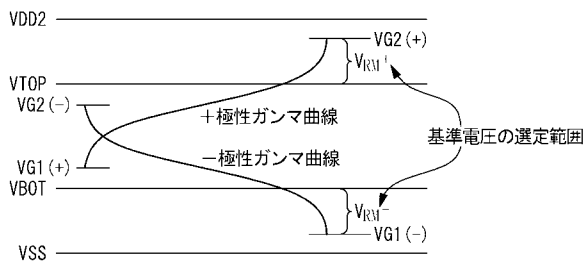 VDD2
VG2(+)
VRM+
VTOP
VG2(-)
+極性ガンマ曲線
基準電圧の選定範囲
-極性ガンマ曲線
VG1(+)
VBOT
VRM-
VG1(-)
VSS